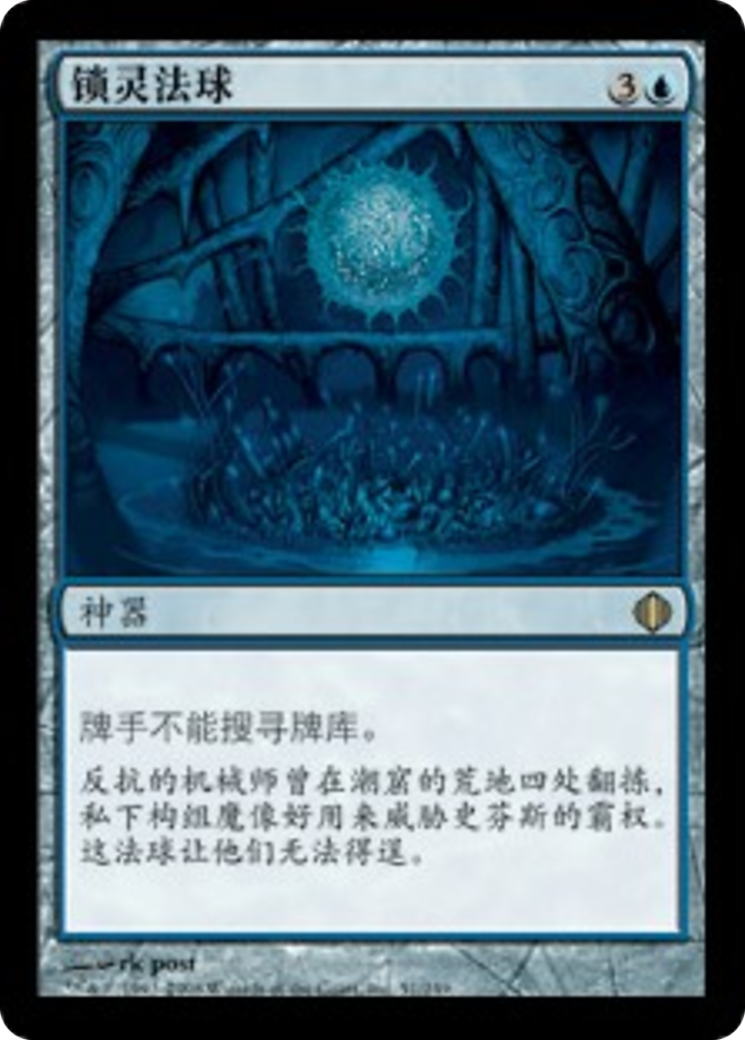 锁灵法球 3
神器
牌手不能搜寻牌库。
反抗的机械师曾在潮窟的荒地四处翻拣，
私下构组魔像好用来威胁史芬斯的霸权。
这法球让他们无法得逞。
rk post